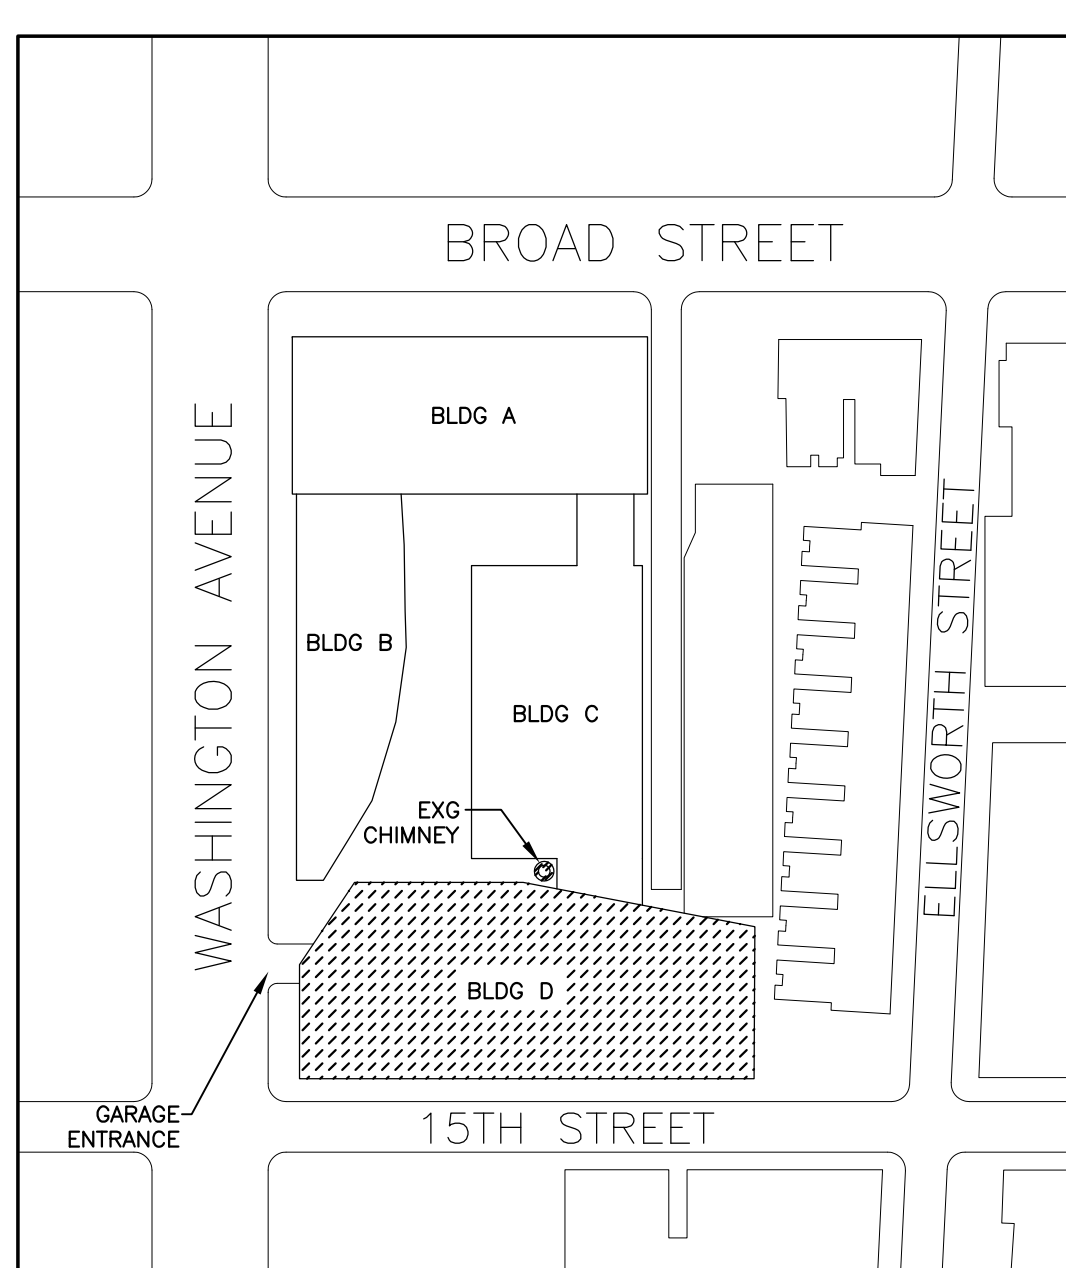 BROAD STREET
WASHINGTON AVENUE
BLDG A
BLDG B
BLDG C
ELLSWORTH STREET
EXG
CHIMNEY
BLDG D
GARAGE
ENTRANCE
15TH STREET